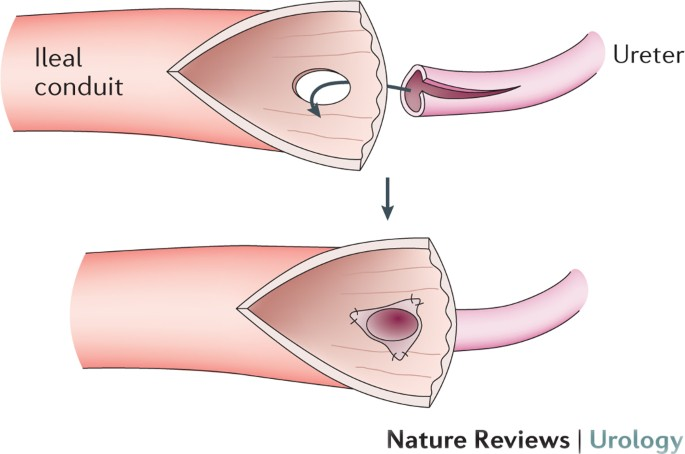 Ileal
conduit
Ureter
Nature Reviews | Urology